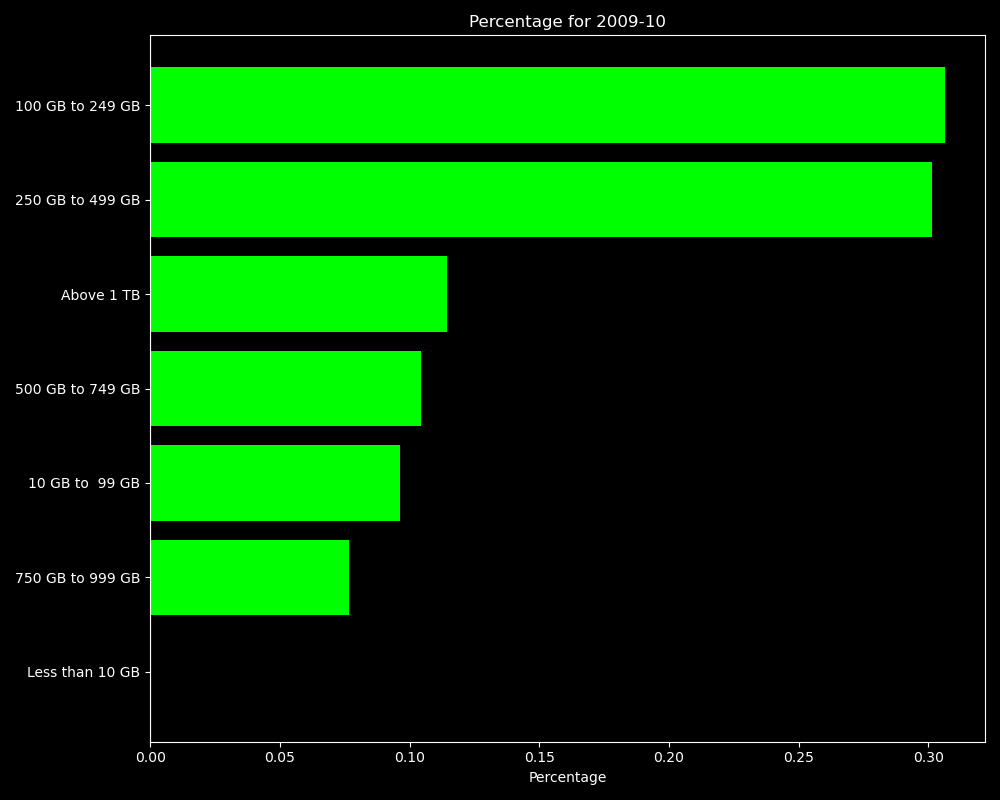 Percentage for 2009-10
100 GB to 249 GB
250 GB to 499 GB
Above 1 TB
500 GB to 749 GB
10 GB to  99 GB
750 GB to 999 GB
Less than 10 GB
0.00 0.05 0.10 0.15 0.20 0.25 0.30
Percentage